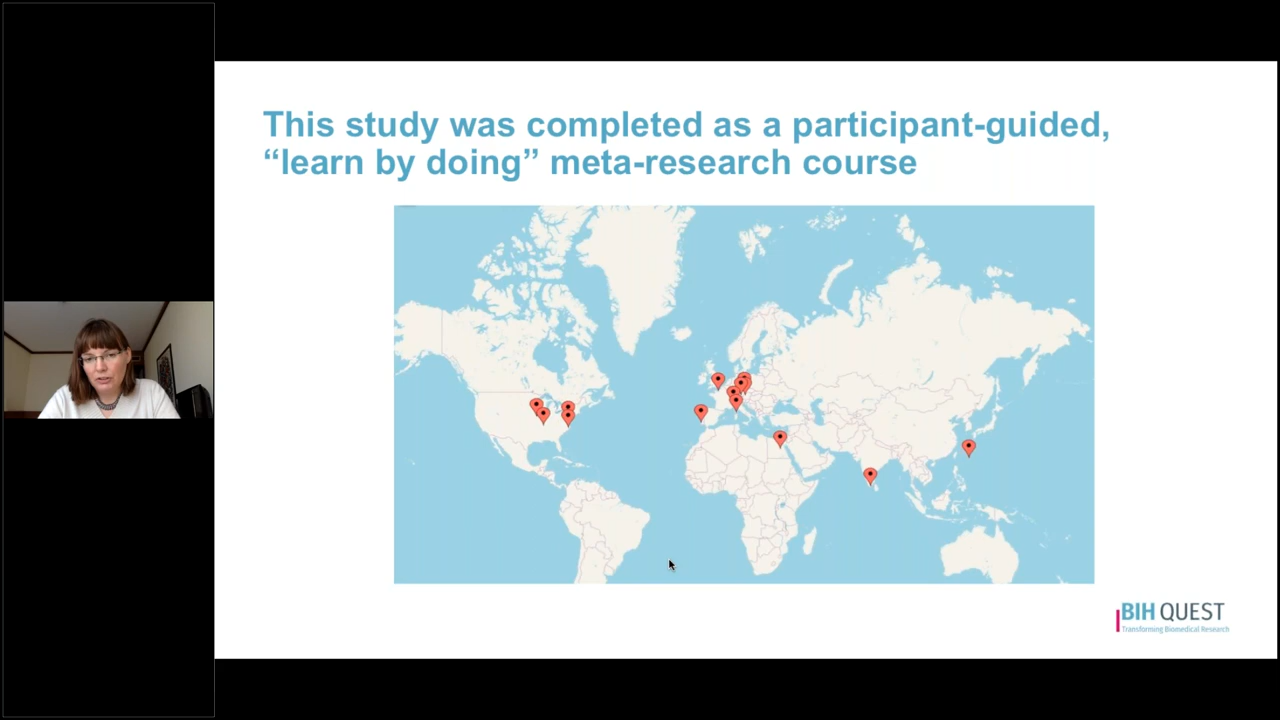 This study was completed as a participant-guided,
“learn by doing” meta-research course
BIH QUEST
Transforming Biomedical Research